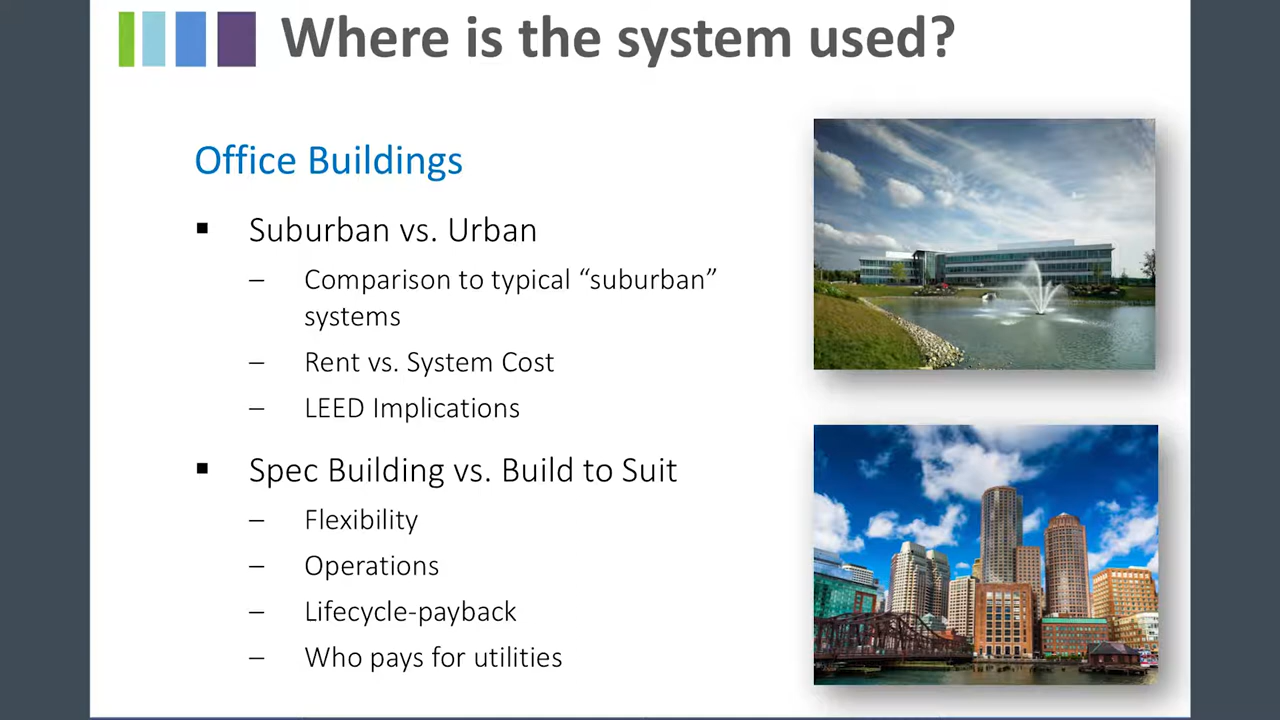 Where is the system used?
Office Buildings
▪ Suburban vs. Urban
– Comparison to typical “suburban”
systems
– Rent vs. System Cost
– LEED Implications
▪ Spec Building vs. Build to Suit
– Flexibility
– Operations
– Lifecycle-payback
– Who pays for utilities